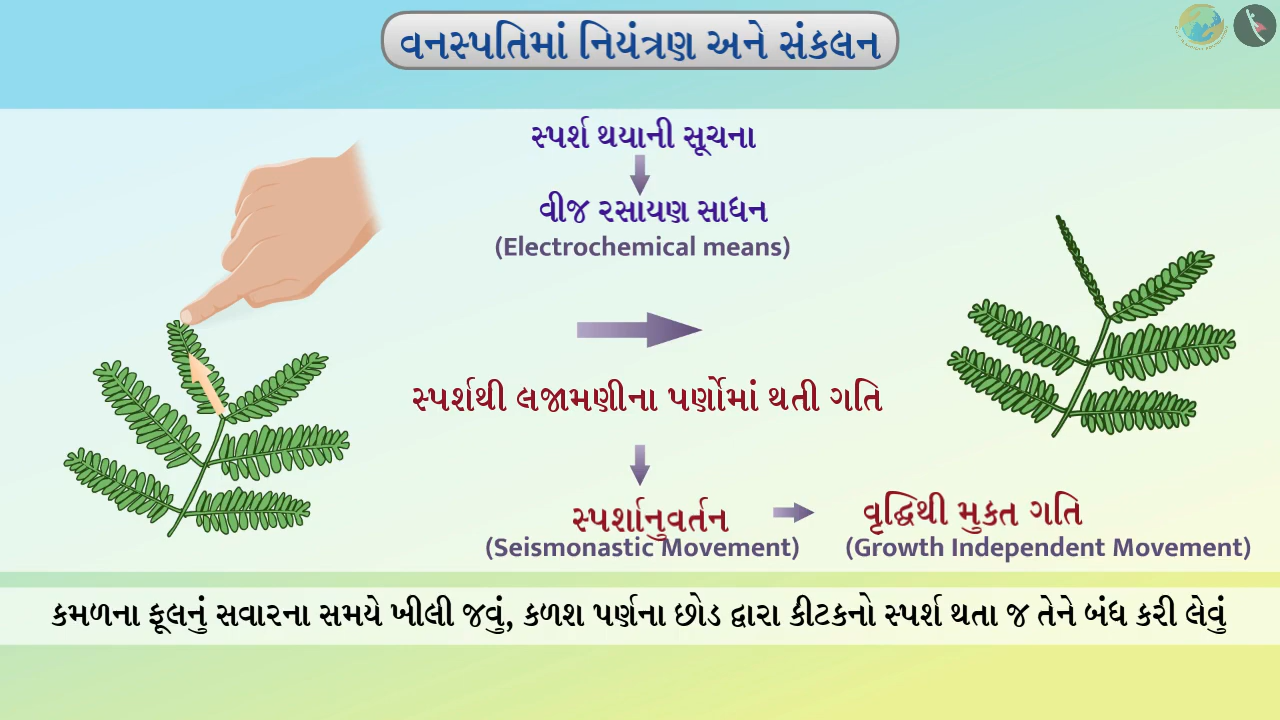 વનસ્પતિમાં નિયંત્રણ અને સંકલન
સ્પર્શ થયાની સૂચના
વીજ રસાયણ સાધન
(Electrochemical means)
સ્પર્શથી લજામણીના પર્ણોમાં થતી ગતિ
સ્પર્શાનુવર્તન
(Seismonastic Movement)
વૃદ્ધિથી મુક્ત ગતિ
(Growth Independent Movement)
કમળના ફૂલનું સવારના સમયે ખીલી જવું, કળશ પર્ણના છોડ દ્વારા કીટકનો સ્પર્શ થતા જ તેને બંધ કરી લેવું